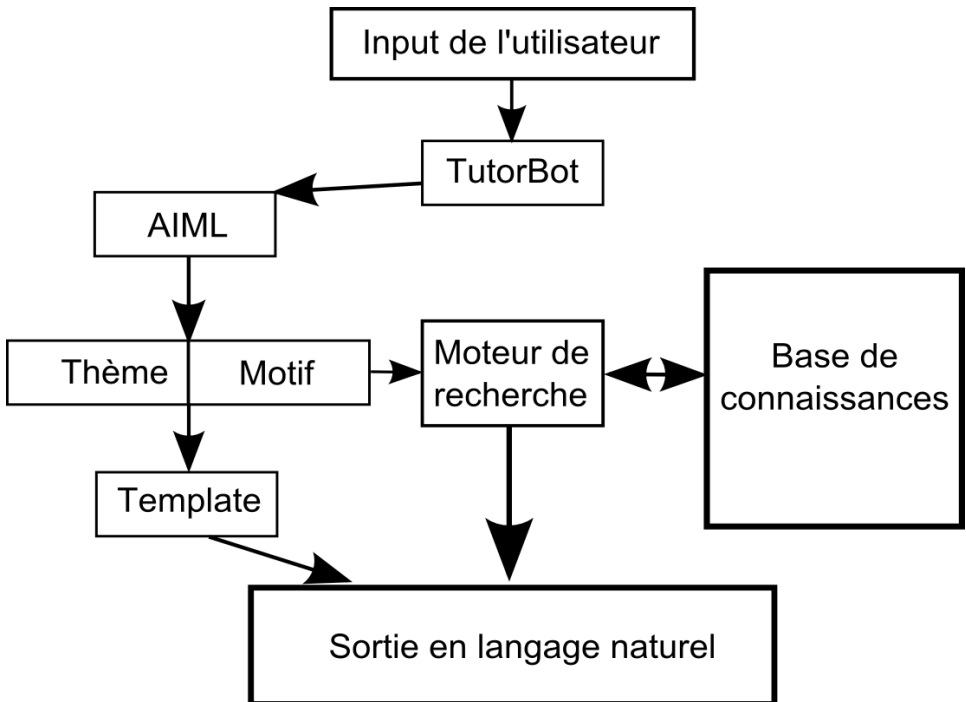 Input de l'utilisateur
TutorBot
AIML
Thème
Motif
Moteur de
recherche
Base de
connaissances
Template
Sortie en langage naturel